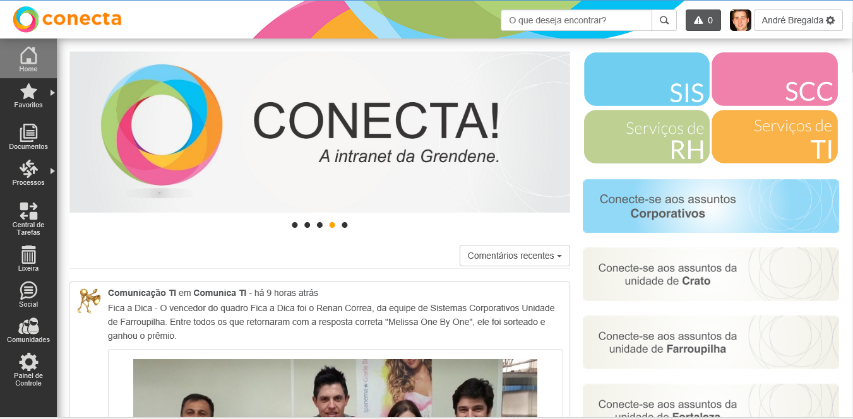 conecta
O que deseja encontrar?
0
André Bregalda
Home
Favoritos
Documentos
Processos
Central de
Tarefas
Lixeira
Social
Comunidades
Painel de
Controle
CONECTA!
A intranet da Grendene.
Comentários recentes
Comunicação TI em Comunica TI - há 9 horas atrás
Fica a Dica - O vencedor do quadro Fica a Dica foi o Renan Correa, da equipe de Sistemas Corporativos Unidade
de Farroupilha. Entre todos os que retornaram com a resposta correta "Melissa One By One", ele foi sorteado e
ganhou o prêmio.
SIS
SCC
Serviços de
RH
Serviços de
TI
Conecte-se aos assuntos
Corporativos
Conecte-se aos assuntos da
unidade de Crato
Conecte-se aos assuntos da
unidade de Farroupilha
Conecte-se aos assuntos da
unidade de Fortaleza